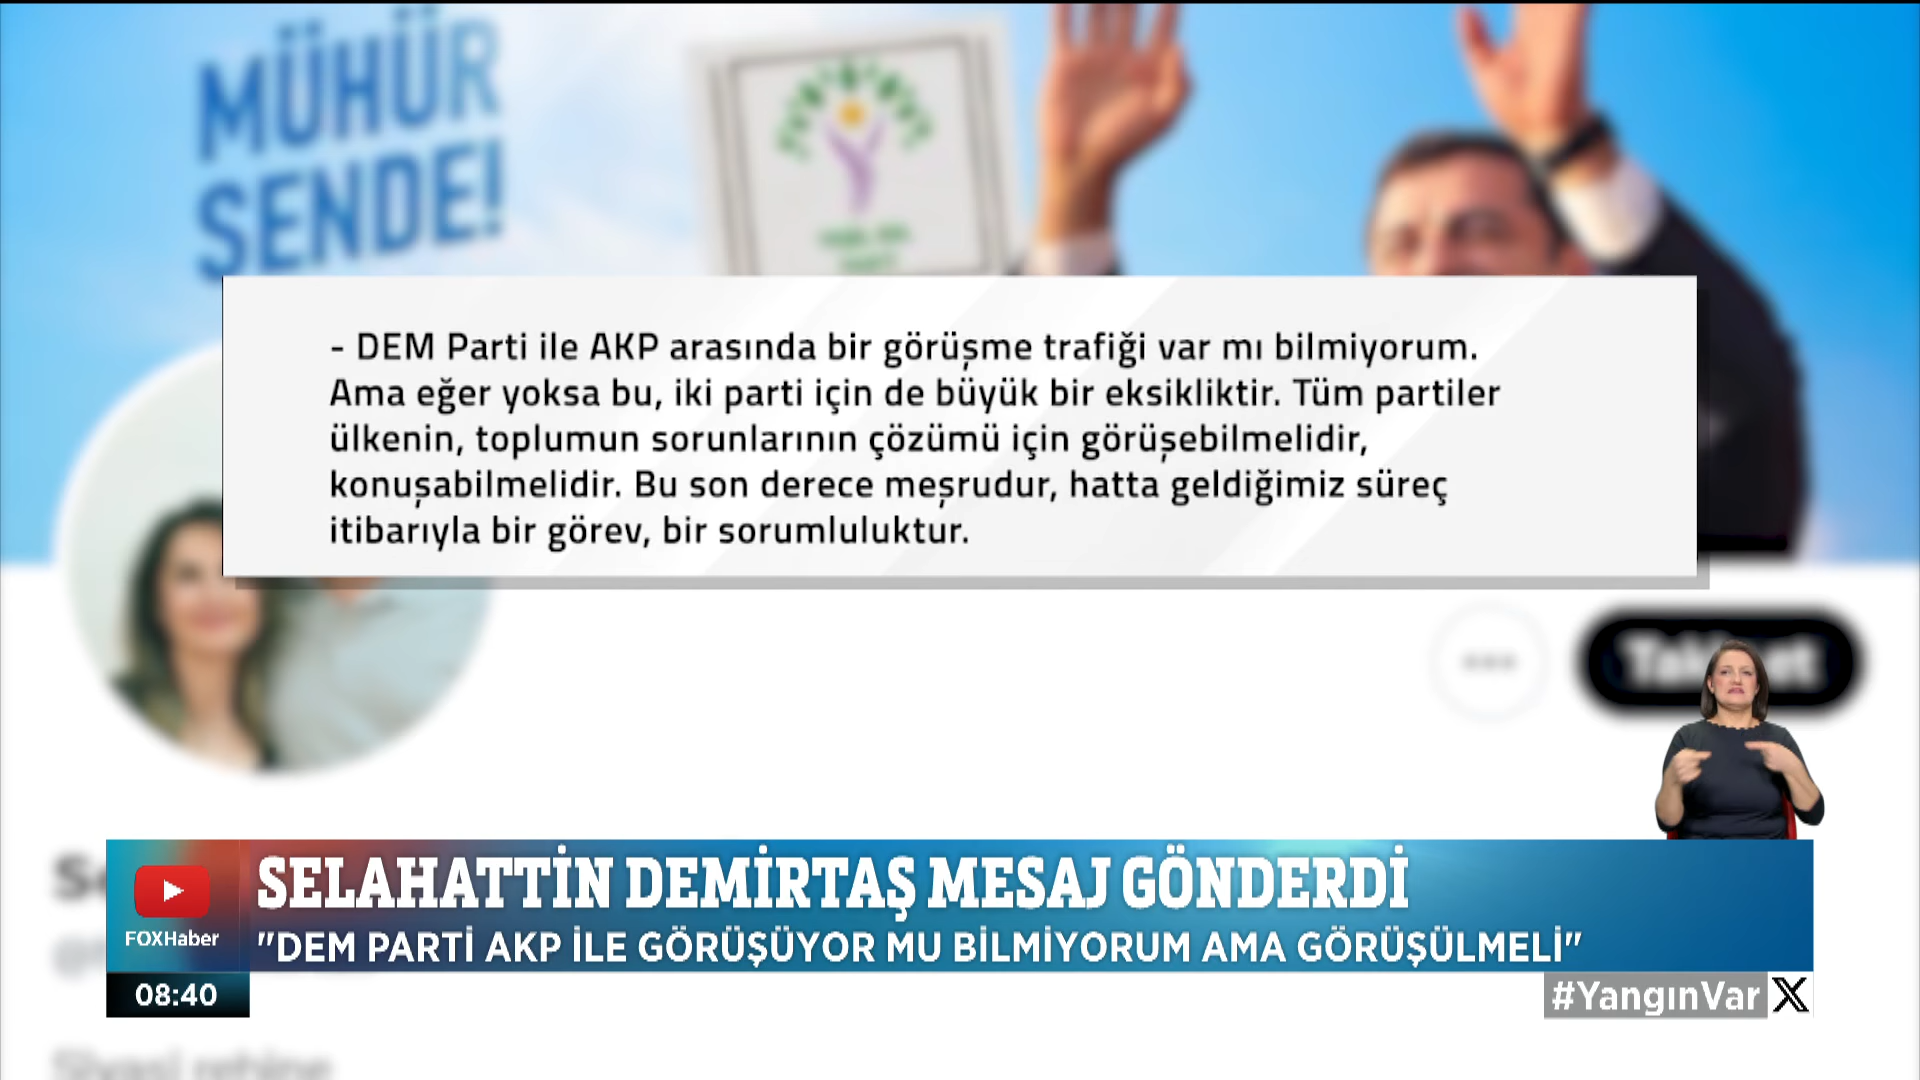 MÜHÜR
SENDE!
- DEM Parti ile AKP arasında bir görüşme trafiği var mı bilmiyorum.
Ama eğer yoksa bu, iki parti için de büyük bir eksikliktir. Tüm partiler
ülkenin, toplumun sorunlarının çözümü için görüşebilmelidir,
konuşabilmelidir. Bu son derece meşrudur, hatta geldiğimiz süreç
itibarıyla bir görev, bir sorumluluktur.
SELAHATTİN DEMİRTAŞ MESAJ GÖNDERDİ
FOXHaber
"DEM PARTİ AKP İLE GÖRÜŞÜYOR MU BİLMİYORUM AMA GÖRÜŞÜLMELİ"
08:40
#YangınVar X
Siyasi rehine